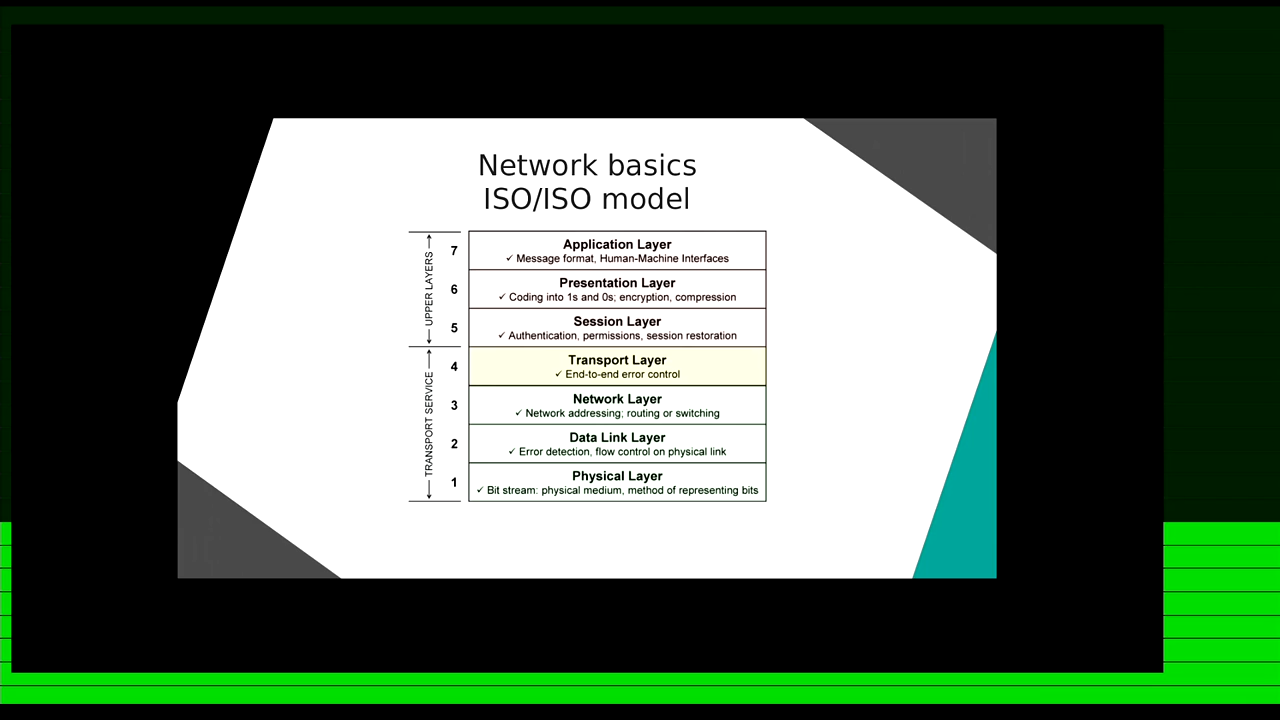 Network basics
ISO/ISO model
UPPER LAYERS
7
Application Layer
✓ Message format, Human-Machine Interfaces
6
Presentation Layer
✓ Coding into 1s and 0s; encryption, compression
5
Session Layer
✓ Authentication, permissions, session restoration
TRANSPORT SERVICE
4
Transport Layer
✓ End-to-end error control
3
Network Layer
✓ Network addressing; routing or switching
2
Data Link Layer
✓ Error detection, flow control on physical link
1
Physical Layer
✓ Bit stream: physical medium, method of representing bits